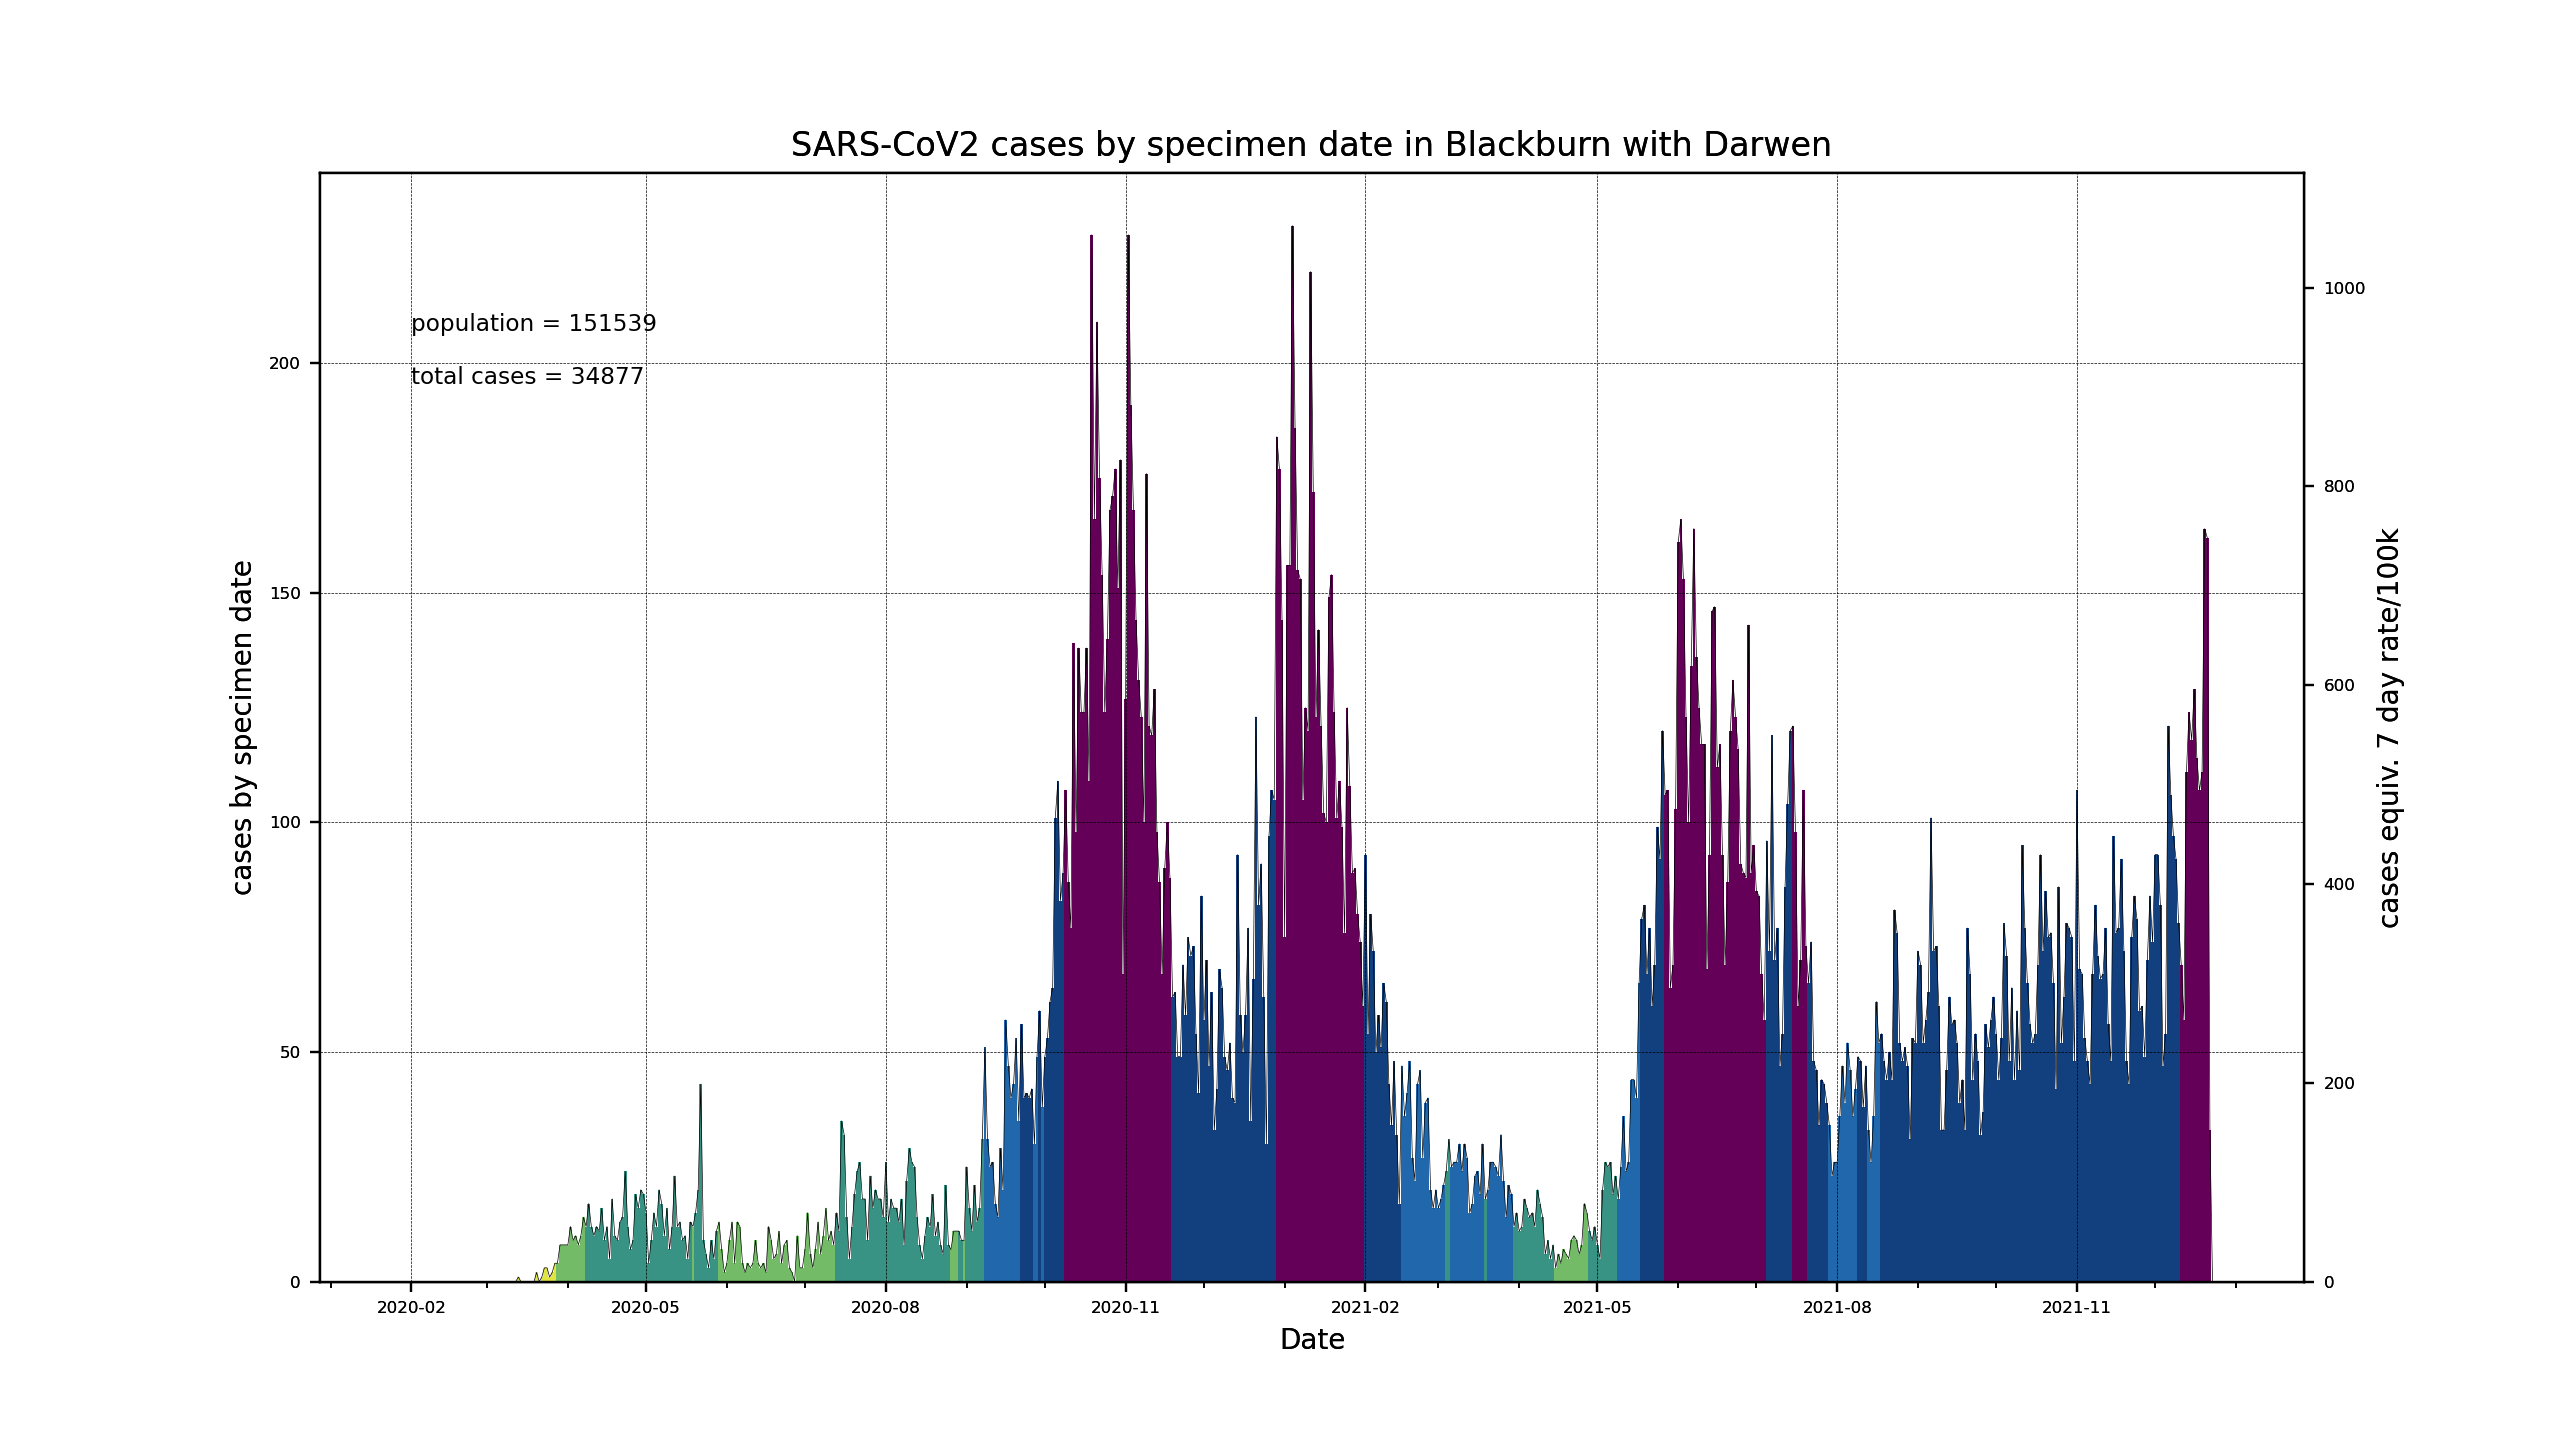 SARS-CoV2 cases by specimen date in Blackburn with Darwen
population = 151539
total cases = 34877
cases by specimen date
200
150
100
50
0
1000
800
600
400
200
0
cases equiv. 7 day rate/100k
2020-02 2020-05 2020-08 2020-11 2021-02 2021-05 2021-08 2021-11
Date